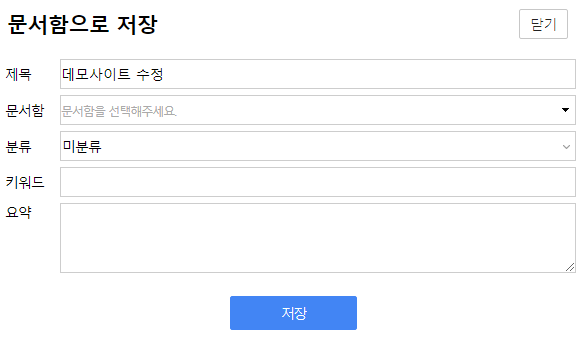 문서함으로 저장
닫기
제목 데모사이트 수정
문서함 문서함을 선택해주세요.
분류 미분류
키워드
요약
저장